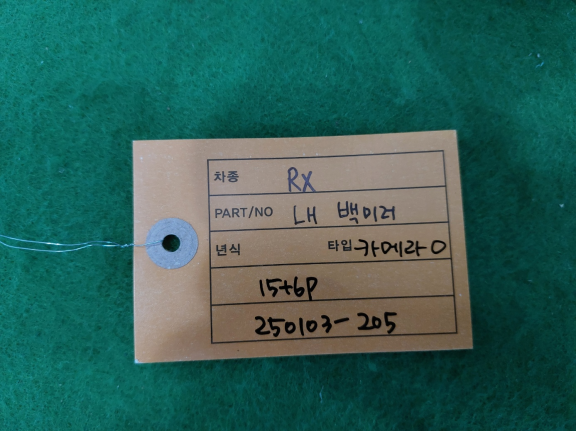 차종 RX
PART/NO LH 백미러
년식 타입 카메라 O
15+6P
250103-205